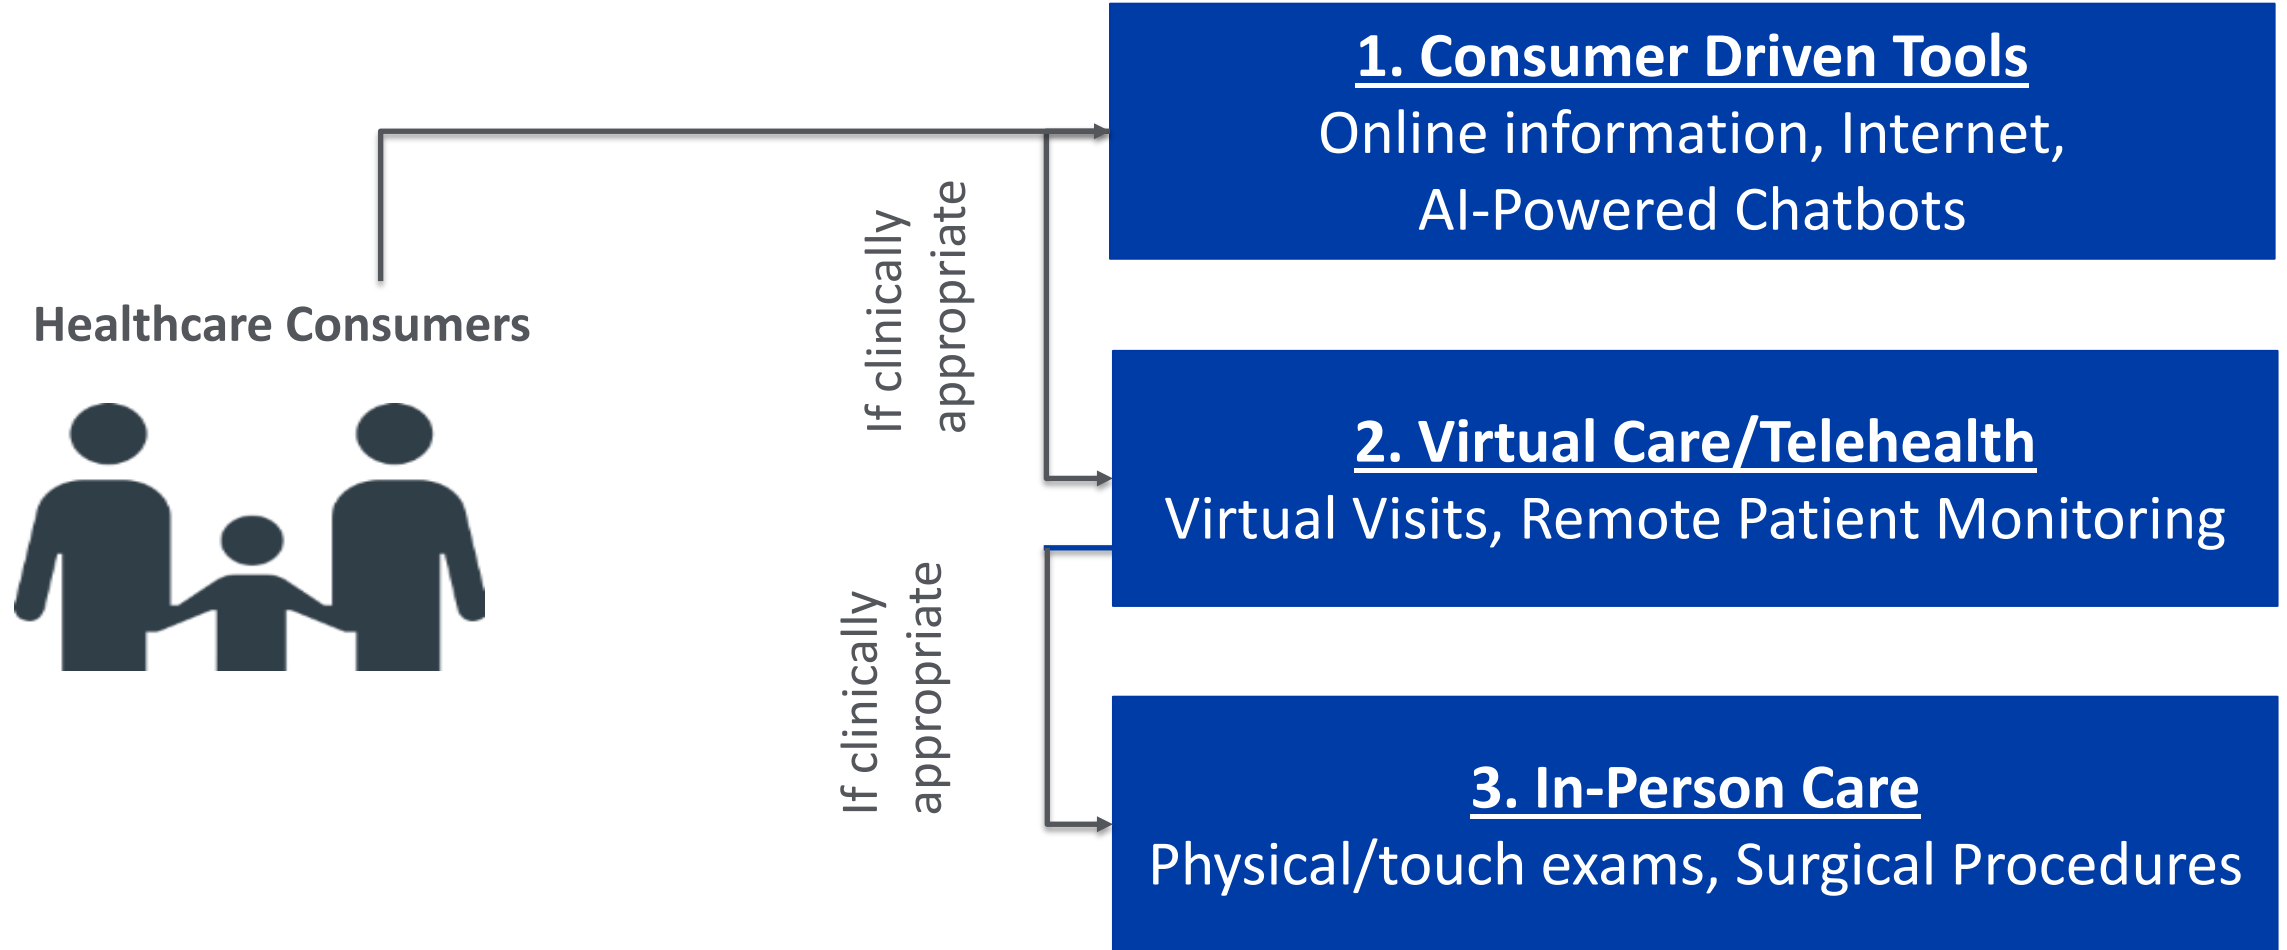 1. Consumer Driven Tools
Online information, Internet,
AI-Powered Chatbots
If clinically
appropriate
Healthcare Consumers
2. Virtual Care/Telehealth
Virtual Visits, Remote Patient Monitoring
If clinically
appropriate
3. In-Person Care
Physical/touch exams, Surgical Procedures